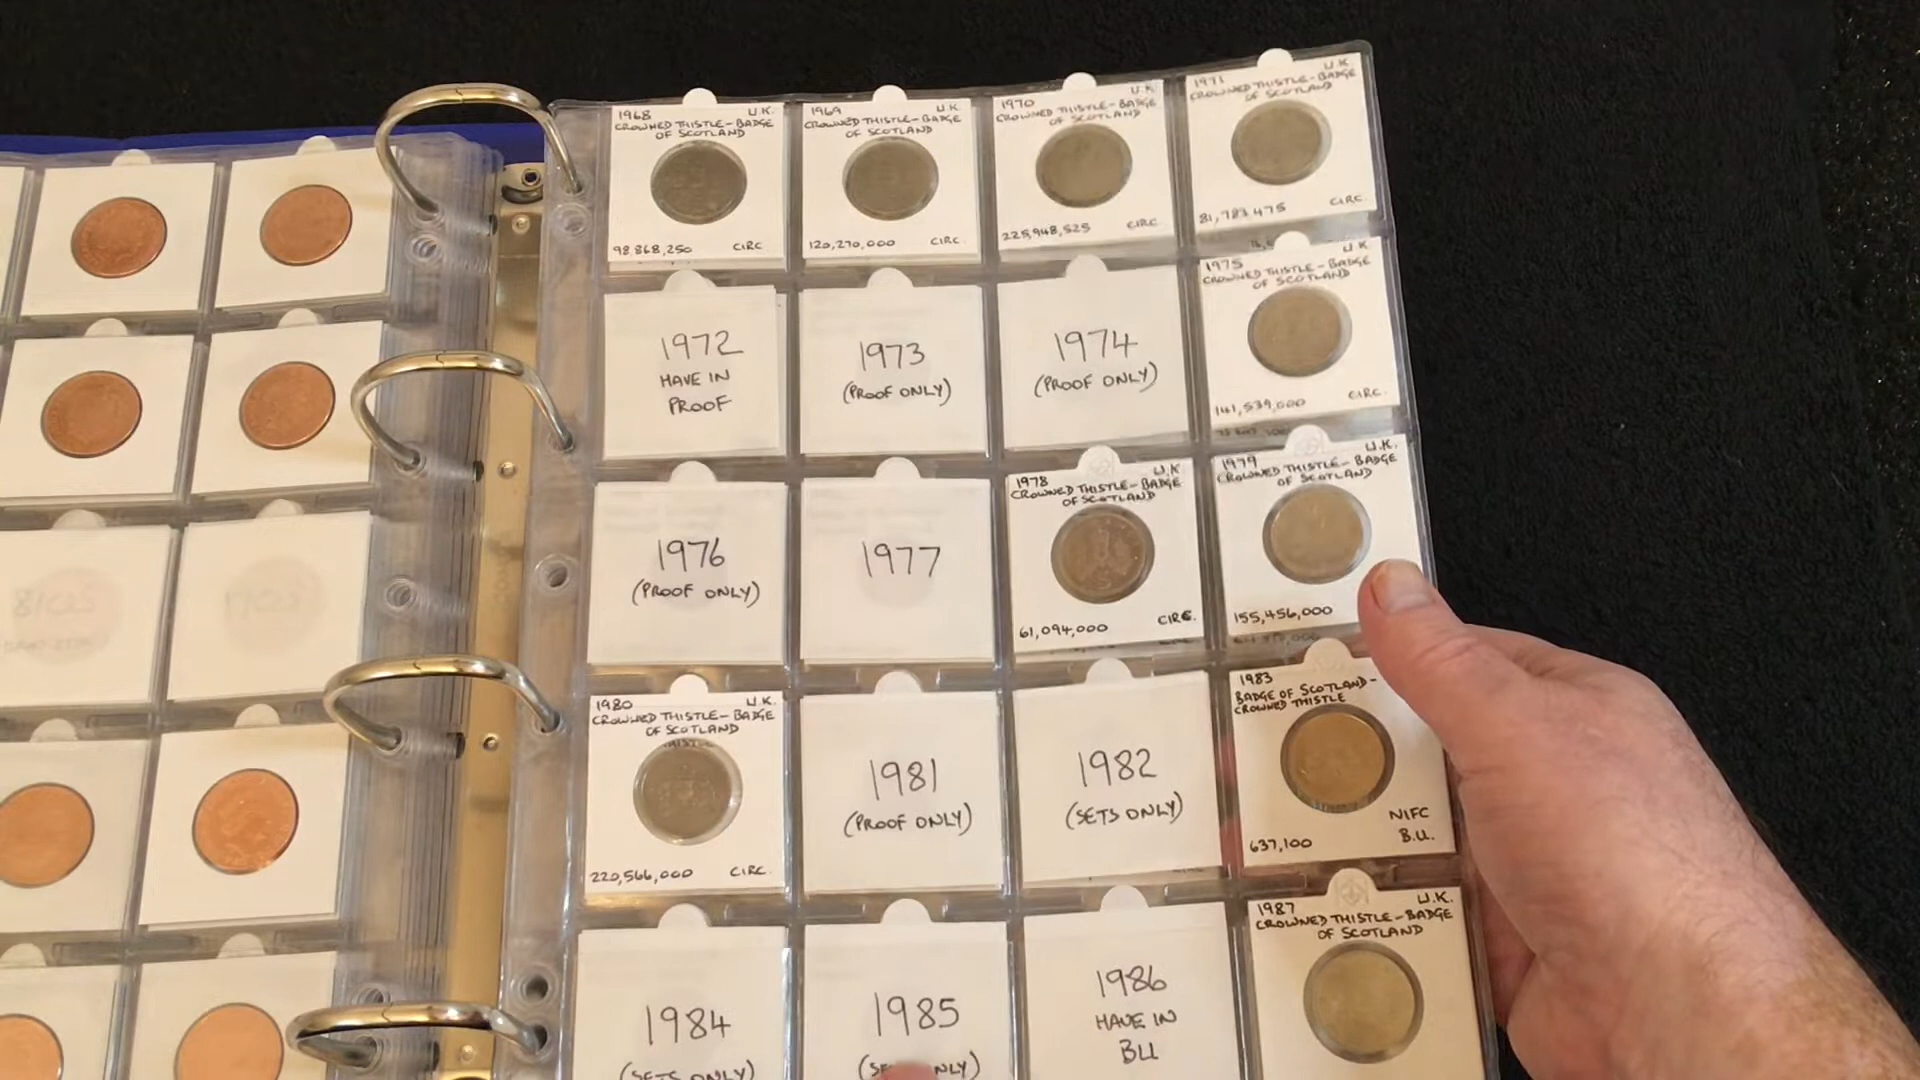 1968 U.K.
CROWNED THISTLE-BADGE
OF SCOTLAND
98,868,250 CIRC
1969 U.K
CROWNED THISTLE-BADGE
OF SCOTLAND
120,270,000 CIRC.
1970 U.K
CROWNED THISTLE-BADGE
OF SCOTLAND
225,948,525 CIRC.
1971 U.K
CROWNED THISTLE-BADGE
OF SCOTLAND
81,783,475 CIRC.
1972
HAVE IN
PROOF
1973
(PROOF ONLY)
1974
(PROOF ONLY)
1975 U.K
CROWNED THISTLE-BADGE
OF SCOTLAND
141,539,000 CIRC.
1976
(PROOF ONLY)
1977
1978 U.K
CROWNED THISTLE-BADGE
OF SCOTLAND
61,094,000 CIRC.
1979 U.K.
CROWNED THISTLE-BADGE
OF SCOTLAND
155,456,000
1980 U.K.
CROWNED THISTLE-BADGE
OF SCOTLAND
220,566,000 CIRC.
1981
(PROOF ONLY)
1982
(SETS ONLY)
1983
BADGE OF SCOTLAND-
CROWNED THISTLE
NIFC
637,100 B.U.
1984
(SETS ONLY)
1985
1986
HAVE IN
BU
1987 U.K.
CROWNED THISTLE-BADGE
OF SCOTLAND